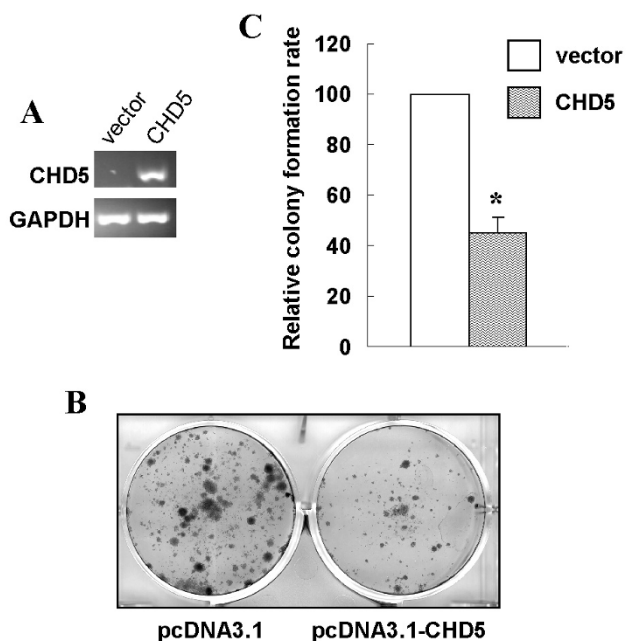 A
vector
CHD5
CHD5
GAPDH
C
Relative colony formation rate
120
100
80
60
40
20
0
*
vector
CHD5
B
pcDNA3.1
pcDNA3.1-CHD5